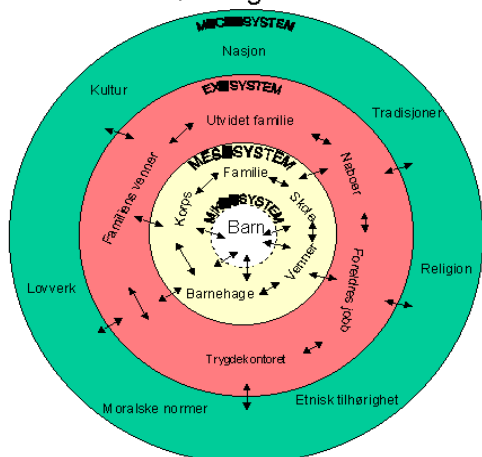 Nasjon
Kultur
Tradisjoner
Utvidet familie
Familiens venner
Naboer
Familie
Korps
Skole
Barn
Venner
Barnehage
Foreldres jobb
Religion
Lovverk
Trygdekontoret
Moralske normer
Etnisk tilhørighet